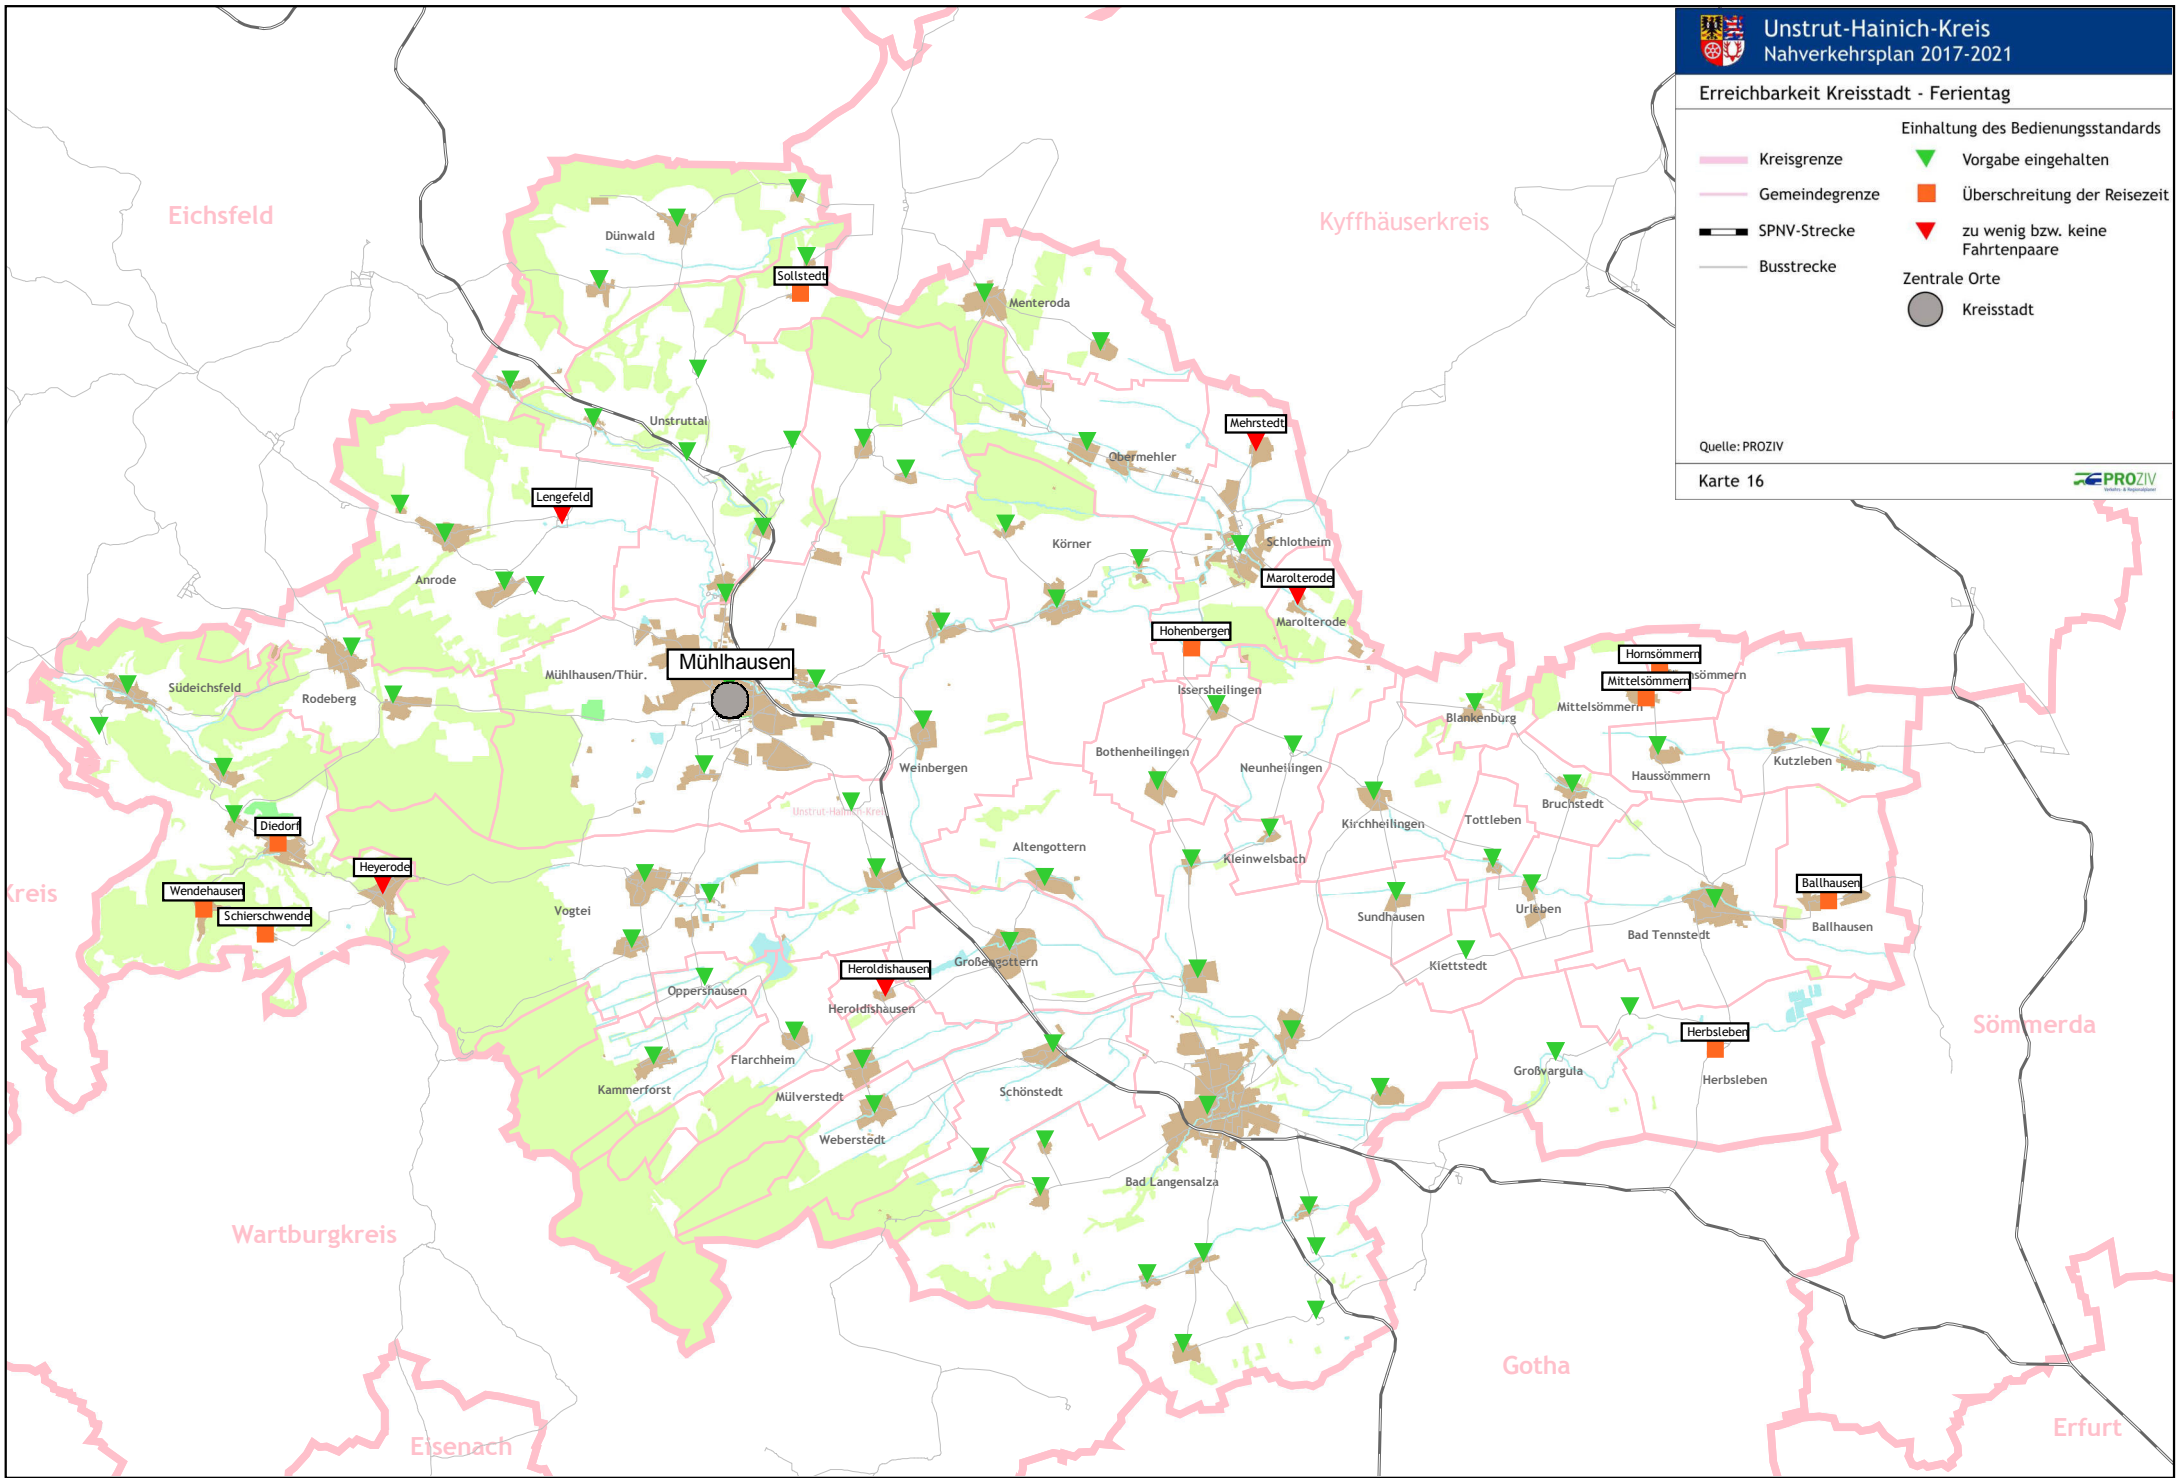 Unstrut-Hainich-Kreis
Nahverkehrsplan 2017-2021
Erreichbarkeit Kreisstadt - Ferientag
Einhaltung des Bedienungsstandards
Kreisgrenze
Vorgabe eingehalten
Gemeindegrenze
Überschreitung der Reisezeit
SPNV-Strecke
zu wenig bzw. keine
Fahrtenpaare
Busstrecke
Zentrale Orte
Kreisstadt
Quelle: PROZIV
Karte 16
PROZIV
Verkehrs- & Regionalplaner
Eichsfeld
Kyffhäuserkreis
Dünwald
Sollstedt
Menteroda
Unstruttal
Mehrstedt
Obermehler
Lengefeld
Körner
Schlotheim
Anrode
Marolterode
Marolterode
Hohenbergen
Mühlhausen
Mühlhausen/Thür.
Hornsömmern
Mittelsömmern
Mittelsömmern
Südeichsfeld
Rodeberg
Issersheilingen
Blankenburg
Bothenheilingen
Weinbergen
Neunheilingen
Haussömmern
Kutzleben
Bruchstedt
Unstrut-Hainich-Kreis
Kirchheilingen
Tottleben
Diedorf
Altengottern
Kleinwelsbach
Heyerode
Kreis
Wendehausen
Schierschwende
Vogtei
Sundhausen
Urleben
Ballhausen
Ballhausen
Bad Tennstedt
Großengottern
Klettstedt
Heroldishausen
Heroldishausen
Oppershausen
Sömmerda
Herbsleben
Herbsleben
Flarchheim
Großvargula
Kammerforst
Mülverstedt
Schönstedt
Weberstedt
Bad Langensalza
Wartburgkreis
Gotha
Eisenach
Erfurt